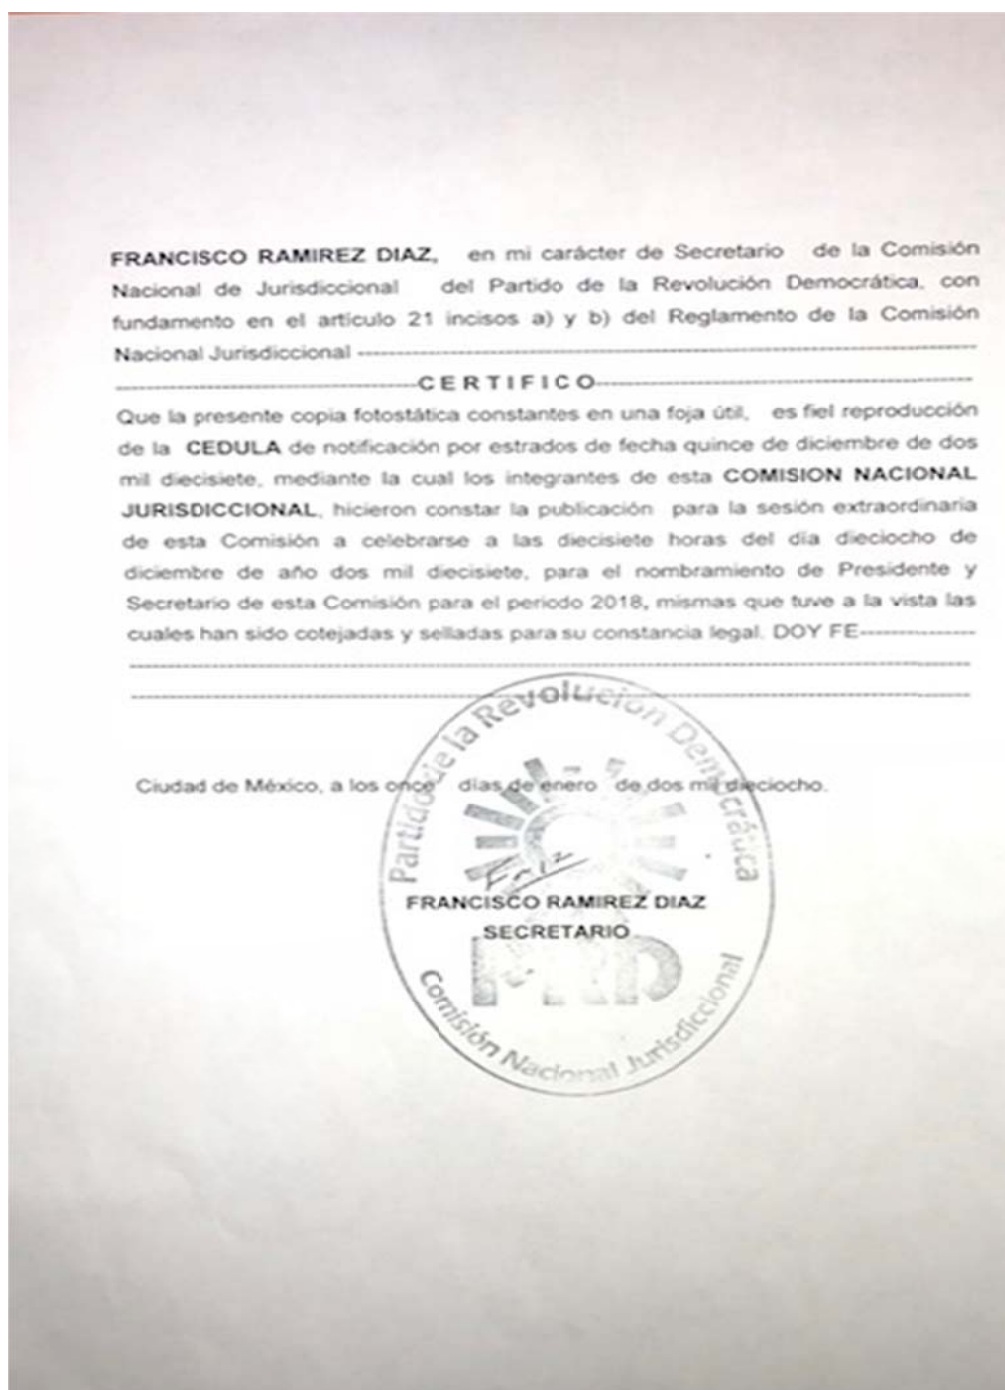 FRANCISCO RAMIREZ DIAZ, en mi carácter de Secretario de la Comisión
Nacional de Jurisdiccional del Partido de la Revolución Democrática, con
fundamento en el artículo 21 incisos a) y b) del Reglamento de la Comisión
Nacional Jurisdiccional ------------------------------------------------------------
------------------------------CERTIFICO------------------------------
Que la presente copia fotostática constantes en una foja útil, es fiel reproducción
de la CEDULA de notificación por estrados de fecha quince de diciembre de dos
mil diecisiete, mediante la cual los integrantes de esta COMISION NACIONAL
JURISDICCIONAL, hicieron constar la publicación para la sesión extraordinaria
de esta Comisión a celebrarse a las diecisiete horas del día dieciocho de
diciembre de año dos mil diecisiete, para el nombramiento de Presidente y
Secretario de esta Comisión para el periodo 2018, mismas que tuve a la vista las
cuales han sido cotejadas y selladas para su constancia legal. DOY FE------------
Partido de la Revolución Democrática
Ciudad de México, a los once días de enero de dos mil dieciocho.
FRANCISCO RAMIREZ DIAZ
SECRETARIO
PRD
Comisión Nacional Jurisdiccional